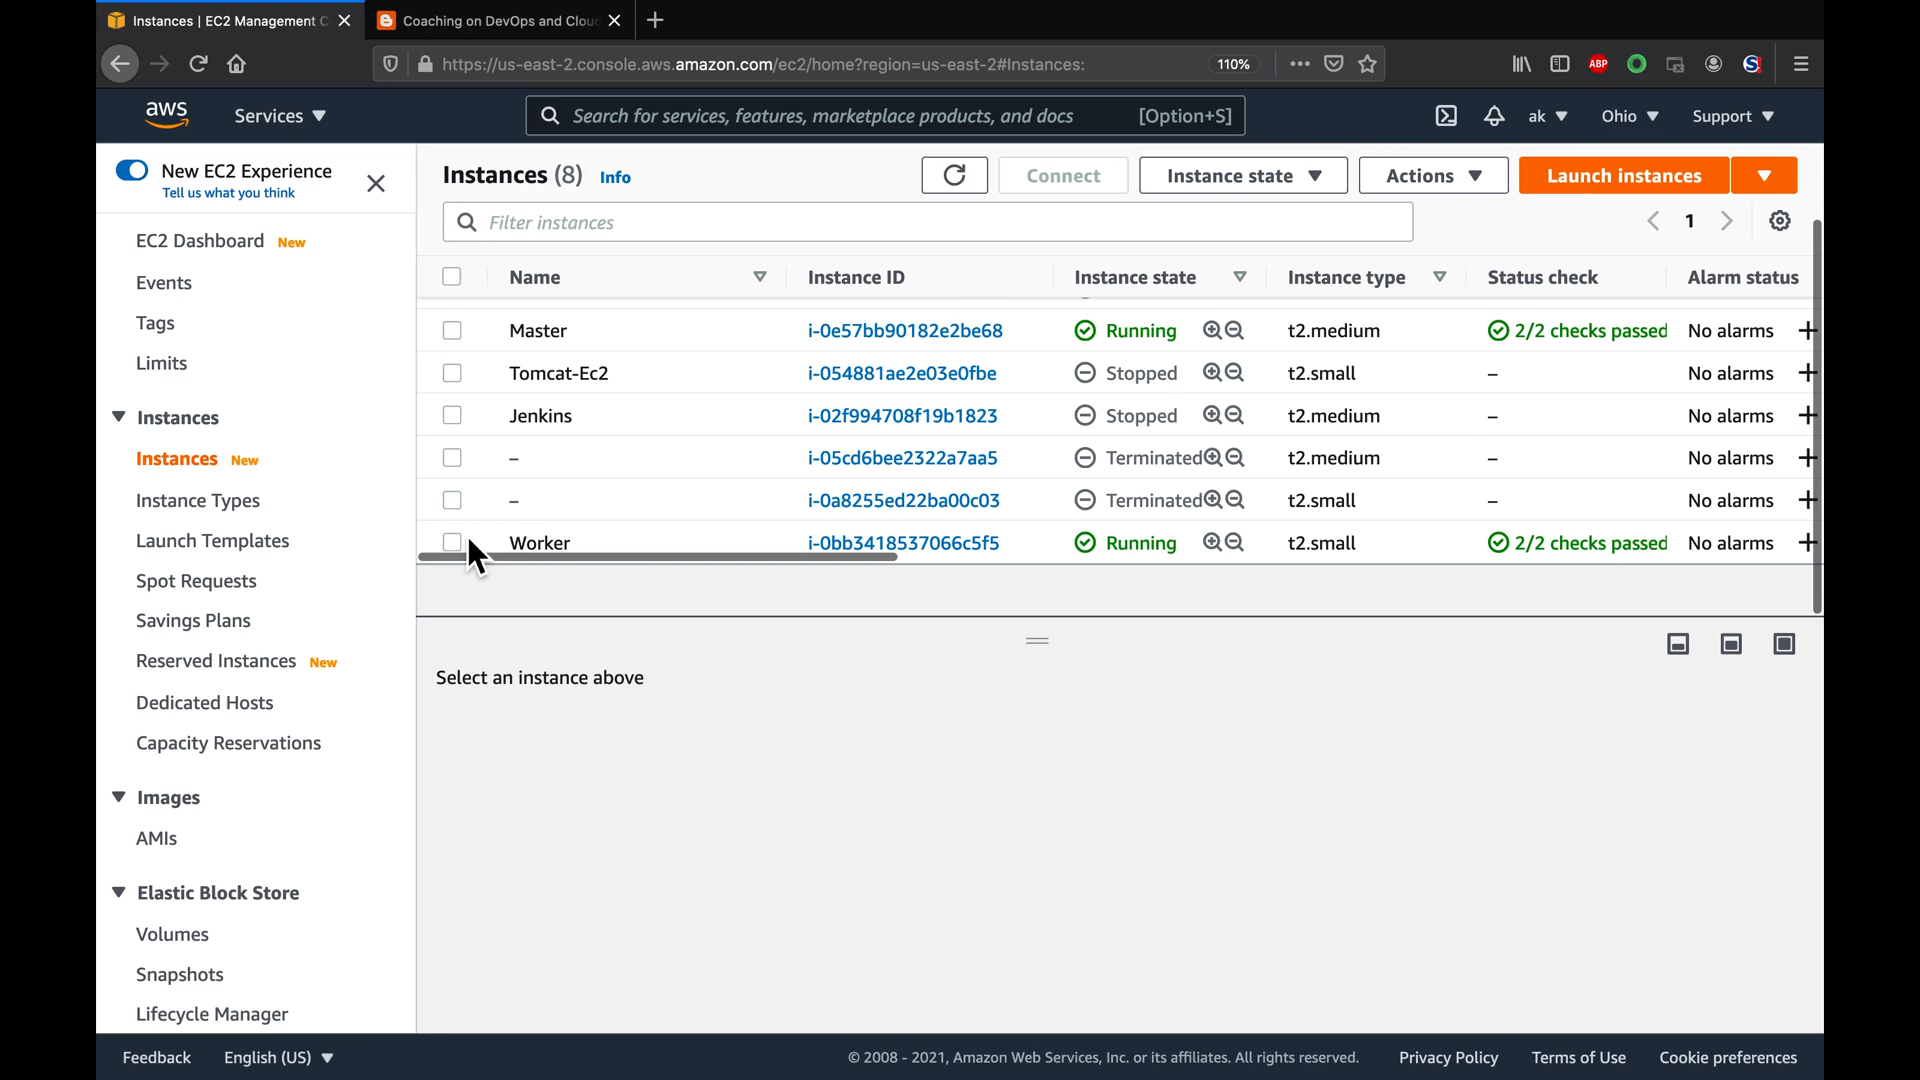 Instances | EC2 Management C
Coaching on DevOps and Clou
https://us-east-2.console.aws.amazon.com/ec2/home?region=us-east-2#Instances:
110%
ABP
aws
Services
Search for services, features, marketplace products, and docs
[Option+S]
ak
Ohio
Support
New EC2 Experience
Tell us what you think
EC2 Dashboard New
Events
Tags
Limits
Instances
Instances New
Instance Types
Launch Templates
Spot Requests
Savings Plans
Reserved Instances New
Dedicated Hosts
Capacity Reservations
Images
AMIs
Elastic Block Store
Volumes
Snapshots
Lifecycle Manager
Instances (8) Info
Connect
Instance state
Actions
Launch instances
Filter instances
1
Name Instance ID Instance state Instance type Status check Alarm status
Master i-0e57bb90182e2be68 Running t2.medium 2/2 checks passed No alarms +
Tomcat-Ec2 i-054881ae2e03e0fbe Stopped t2.small – No alarms +
Jenkins i-02f994708f19b1823 Stopped t2.medium – No alarms +
– i-05cd6bee2322a7aa5 Terminated t2.medium – No alarms +
– i-0a8255ed22ba00c03 Terminated t2.small – No alarms +
Worker i-0bb3418537066c5f5 Running t2.small 2/2 checks passed No alarms +
Select an instance above
Feedback
English (US)
© 2008 - 2021, Amazon Web Services, Inc. or its affiliates. All rights reserved.
Privacy Policy
Terms of Use
Cookie preferences